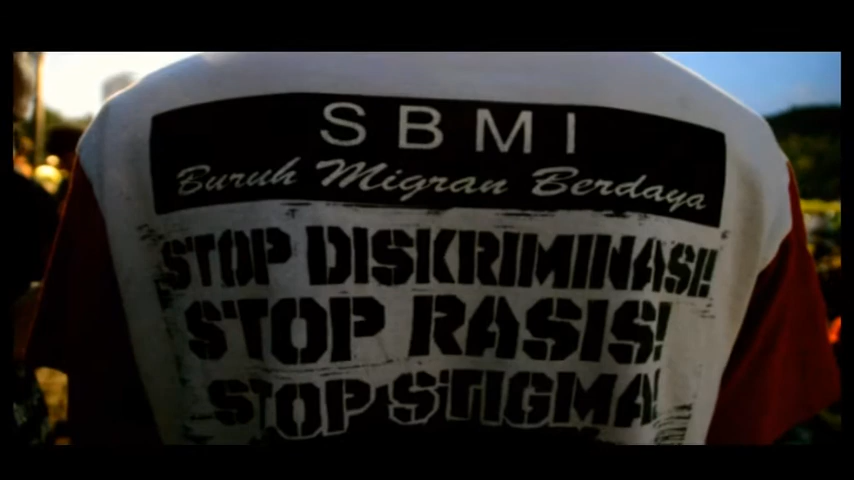 SBMI
Buruh Migran Berdaya
STOP DISKRIMINASI!
STOP RASIS!
STOP STIGMA!